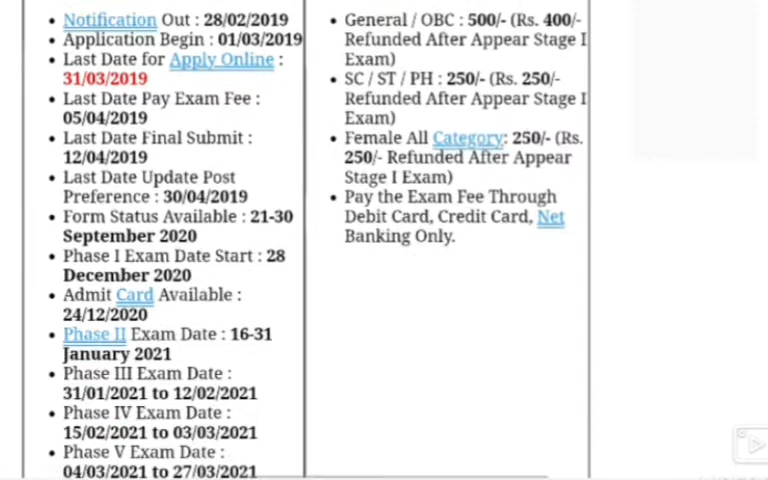 Notification Out : 28/02/2019
Application Begin : 01/03/2019
Last Date for Apply Online :
31/03/2019
Last Date Pay Exam Fee :
05/04/2019
Last Date Final Submit :
12/04/2019
Last Date Update Post
Preference : 30/04/2019
Form Status Available : 21-30
September 2020
Phase I Exam Date Start : 28
December 2020
Admit Card Available :
24/12/2020
Phase II Exam Date : 16-31
January 2021
Phase III Exam Date :
31/01/2021 to 12/02/2021
Phase IV Exam Date :
15/02/2021 to 03/03/2021
Phase V Exam Date :
04/03/2021 to 27/03/2021
General / OBC : 500/- (Rs. 400/-
Refunded After Appear Stage I
Exam)
SC / ST / PH : 250/- (Rs. 250/-
Refunded After Appear Stage I
Exam)
Female All Category: 250/- (Rs.
250/- Refunded After Appear
Stage I Exam)
Pay the Exam Fee Through
Debit Card, Credit Card, Net
Banking Only.